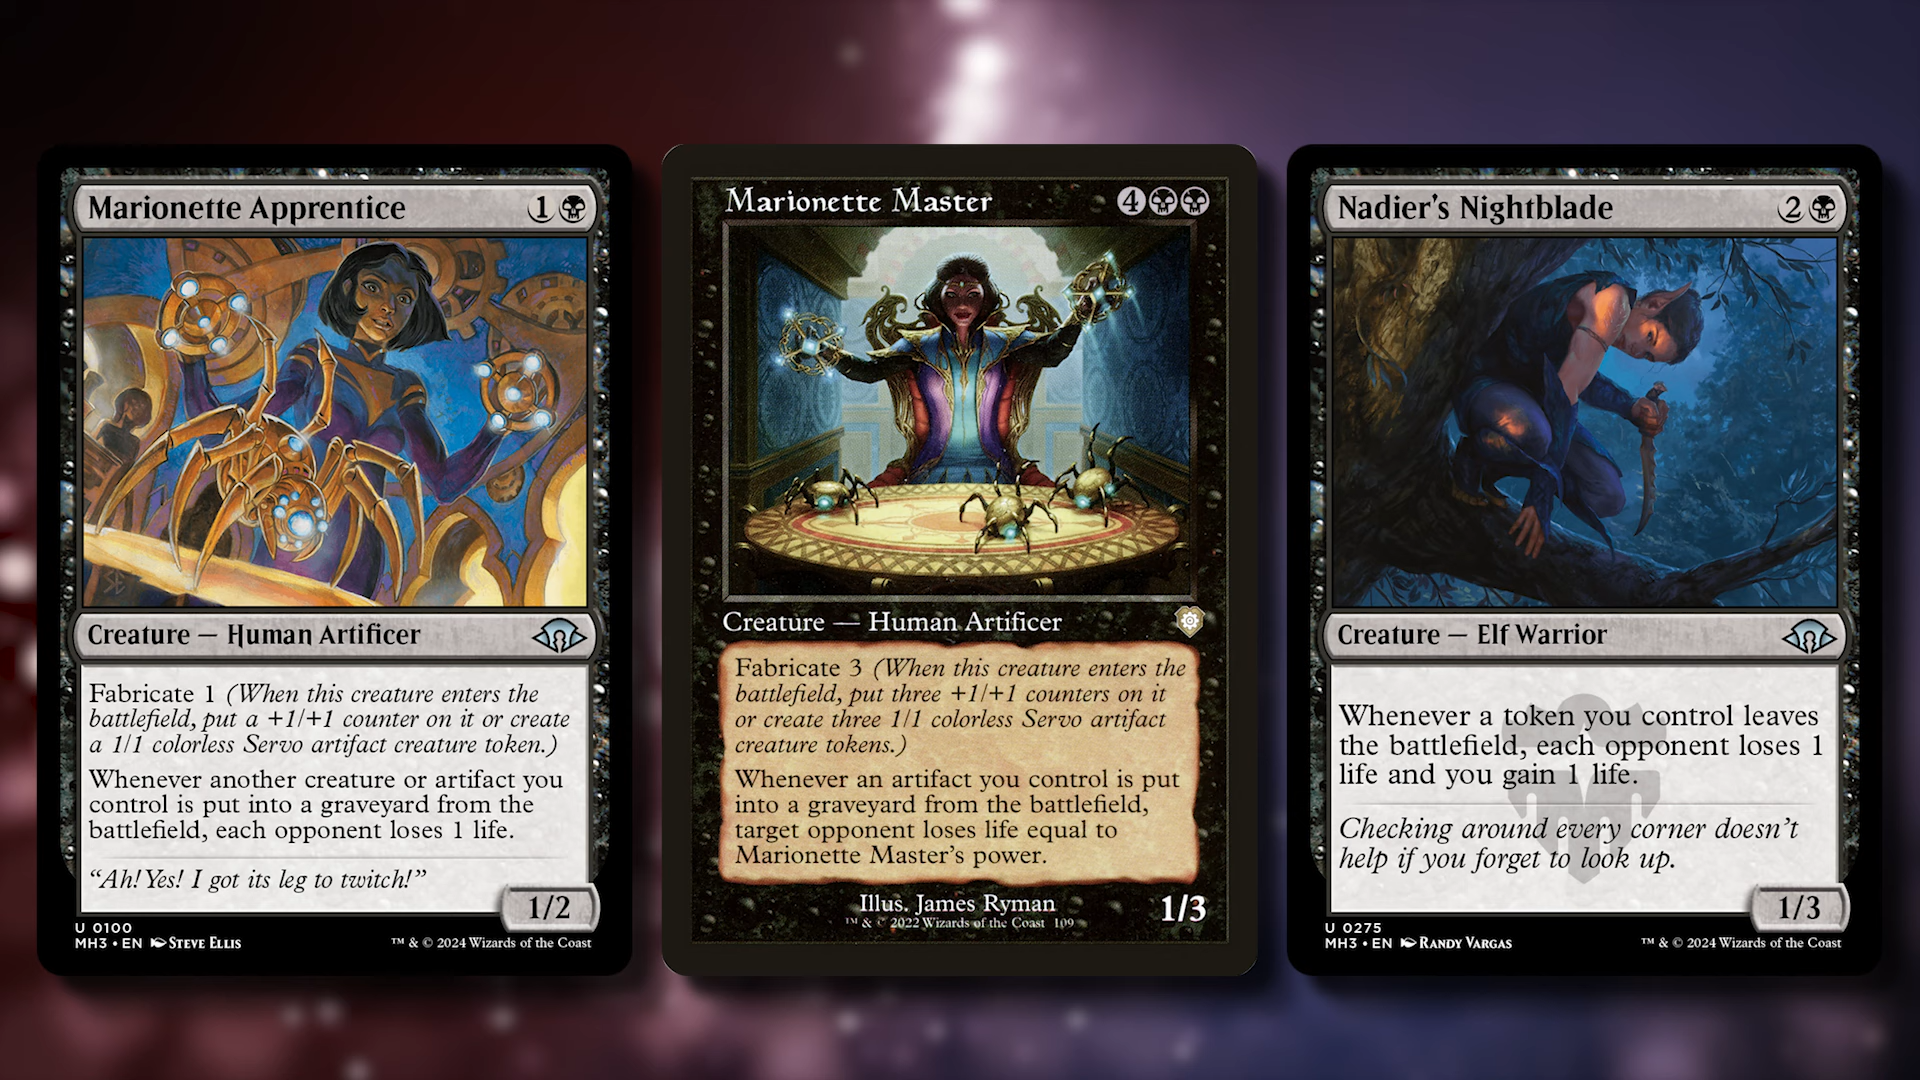 Marionette Apprentice 1
Creature — Human Artificer
Fabricate 1 (When this creature enters the
battlefield, put a +1/+1 counter on it or create
a 1/1 colorless Servo artifact creature token.)
Whenever another creature or artifact you
control is put into a graveyard from the
battlefield, each opponent loses 1 life.
“Ah! Yes! I got its leg to twitch!”
1/2
U 0100
MH3 • EN STEVE ELLIS
™ & © 2024 Wizards of the Coast
Marionette Master 4
Creature — Human Artificer
Fabricate 3 (When this creature enters the
battlefield, put three +1/+1 counters on it
or create three 1/1 colorless Servo artifact
creature tokens.)
Whenever an artifact you control is put
into a graveyard from the battlefield,
target opponent loses life equal to
Marionette Master's power.
Illus. James Ryman
™ & © 2022 Wizards of the Coast 109
1/3
Nadier's Nightblade 2
Creature — Elf Warrior
Whenever a token you control leaves
the battlefield, each opponent loses 1
life and you gain 1 life.
Checking around every corner doesn't
help if you forget to look up.
1/3
U 0275
MH3 • EN RANDY VARGAS
™ & © 2024 Wizards of the Coast